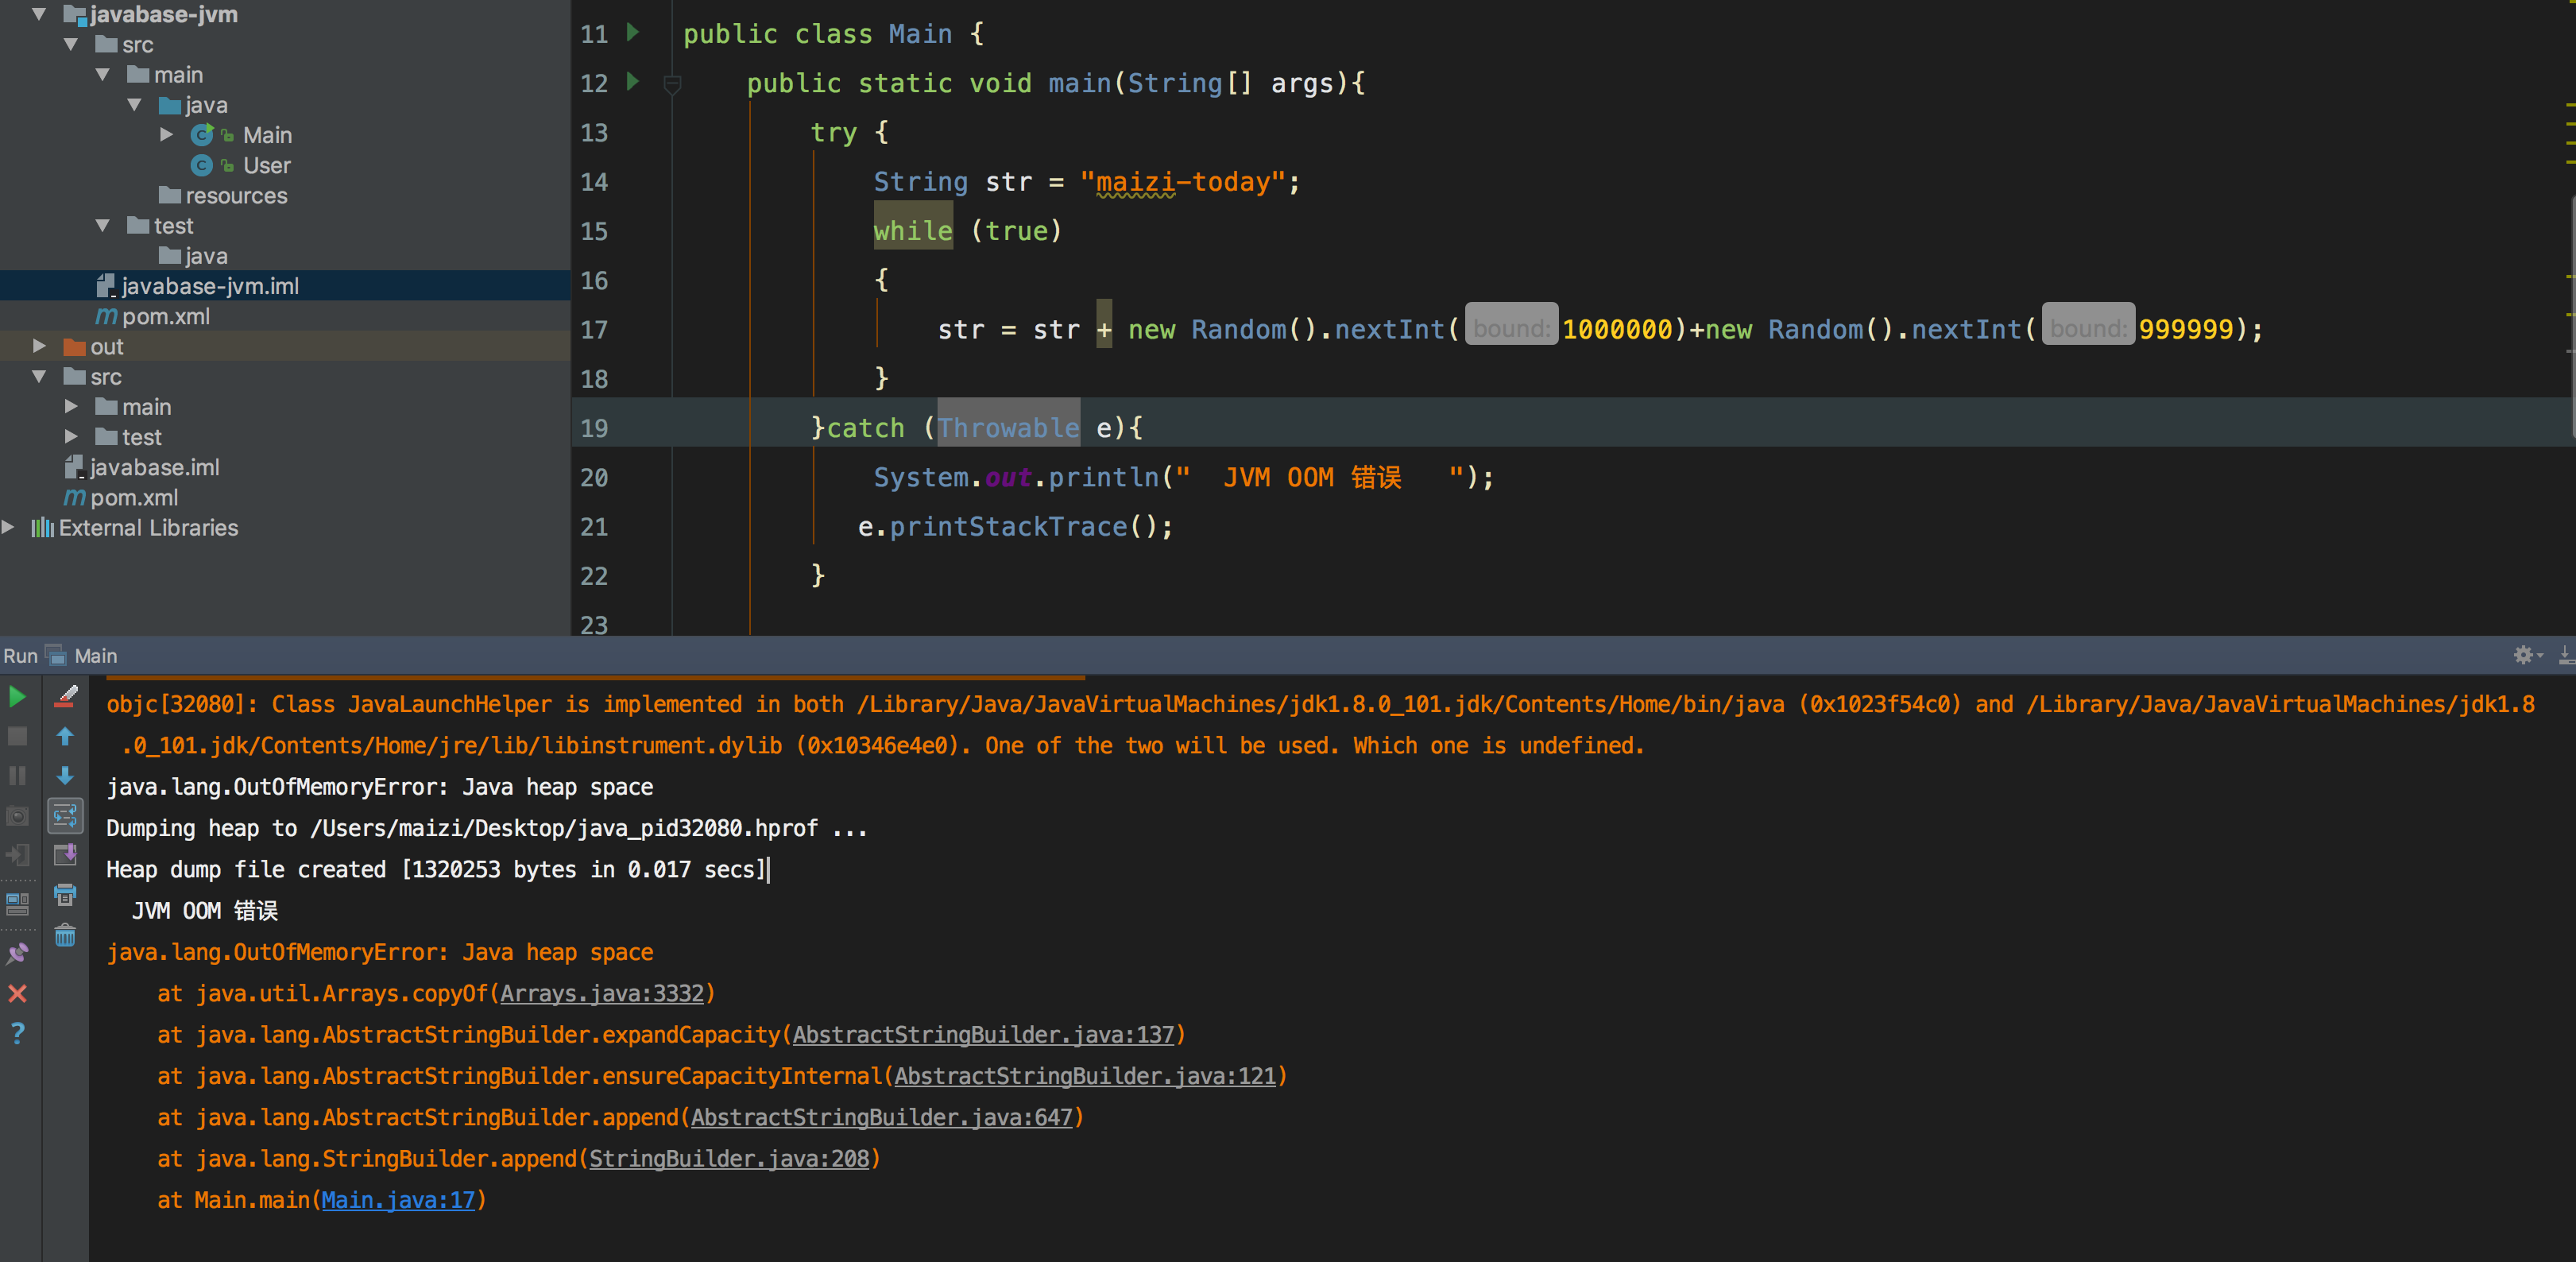 javabase-jvm
src
main
java
Main
User
resources
test
java
javabase-jvm.iml
pom.xml
out
src
main
test
javabase.iml
pom.xml
External Libraries
11 public class Main {
12 public static void main(String[] args){
13 try {
14 String str = "maizi-today";
15 while (true)
16 {
17 str = str + new Random().nextInt( bound: 1000000)+new Random().nextInt( bound: 999999);
18 }
19 }catch (Throwable e){
20 System.out.println("  JVM OOM 错误   ");
21 e.printStackTrace();
22 }
23
Run Main
objc[32080]: Class JavaLaunchHelper is implemented in both /Library/Java/JavaVirtualMachines/jdk1.8.0_101.jdk/Contents/Home/bin/java (0x1023f54c0) and /Library/Java/JavaVirtualMachines/jdk1.8
.0_101.jdk/Contents/Home/jre/lib/libinstrument.dylib (0x10346e4e0). One of the two will be used. Which one is undefined.
java.lang.OutOfMemoryError: Java heap space
Dumping heap to /Users/maizi/Desktop/java_pid32080.hprof ...
Heap dump file created [1320253 bytes in 0.017 secs]
JVM OOM 错误
java.lang.OutOfMemoryError: Java heap space
at java.util.Arrays.copyOf(Arrays.java:3332)
at java.lang.AbstractStringBuilder.expandCapacity(AbstractStringBuilder.java:137)
at java.lang.AbstractStringBuilder.ensureCapacityInternal(AbstractStringBuilder.java:121)
at java.lang.AbstractStringBuilder.append(AbstractStringBuilder.java:647)
at java.lang.StringBuilder.append(StringBuilder.java:208)
at Main.main(Main.java:17)